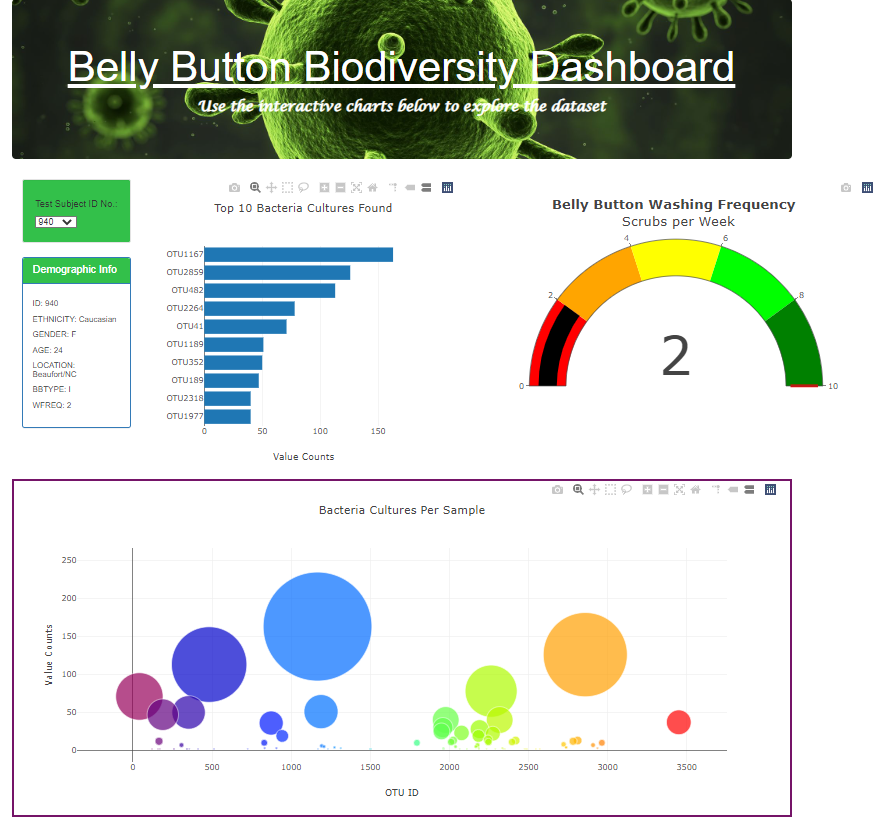 Belly Button Biodiversity Dashboard
Use the interactive charts below to explore the dataset
Test Subject ID No.:
940
Demographic Info
ID: 940
ETHNICITY: Caucasian
GENDER: F
AGE: 24
LOCATION:
Beaufort/NC
BBTYPE: I
WFREQ: 2
Top 10 Bacteria Cultures Found
OTU1167
OTU2859
OTU482
OTU2264
OTU41
OTU1189
OTU352
OTU189
OTU2318
OTU1977
0 50 100 150
Value Counts
Belly Button Washing Frequency
Scrubs per Week
4 6
2 8
2
0 10
Bacteria Cultures Per Sample
250
200
150
100
50
0
Value Counts
0 500 1000 1500 2000 2500 3000 3500
OTU ID